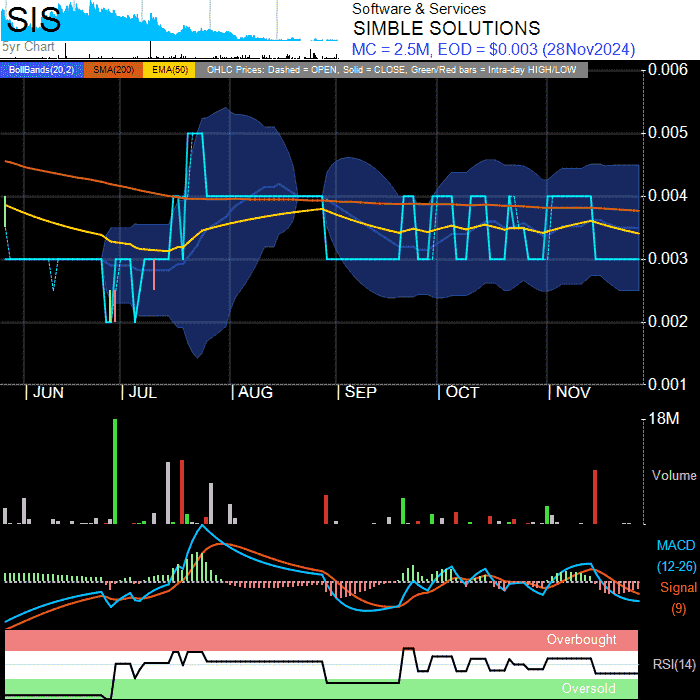 SIS
5yr Chart
Software & Services
SIMBLE SOLUTIONS
MC = 2.5M, EOD = $0.003 (28Nov2024)
BollBands(20,2) SMA(200) EMA(50) OHLC Prices: Dashed = OPEN, Solid = CLOSE, Green/Red bars = Intra-day HIGH/LOW
0.006
0.005
0.004
0.003
0.002
0.001
| JUN | JUL | AUG | SEP | OCT | NOV
18M
Volume
MACD
(12-26)
Signal
(9)
Overbought
RSI(14)
Oversold